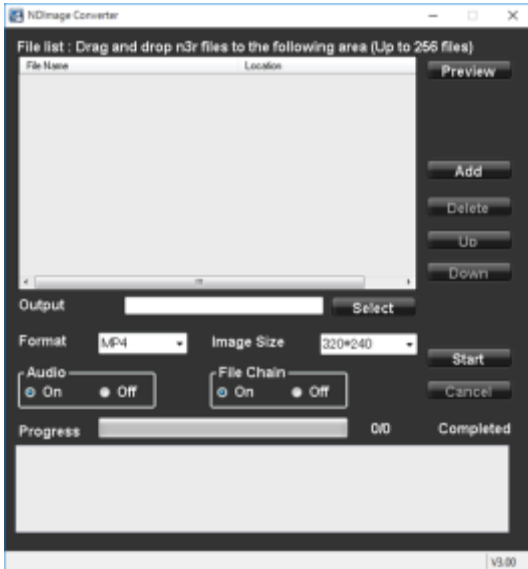 NDImage Converter
File list : Drag and drop n3r files to the following area (Up to 256 files)
File Name Location
Preview
Add
Delete
Up
Down
Output Select
Format MP4 Image Size 320*240
Start
Audio File Chain
On Off On Off
Cancel
Progress 0/0 Completed
V3.00